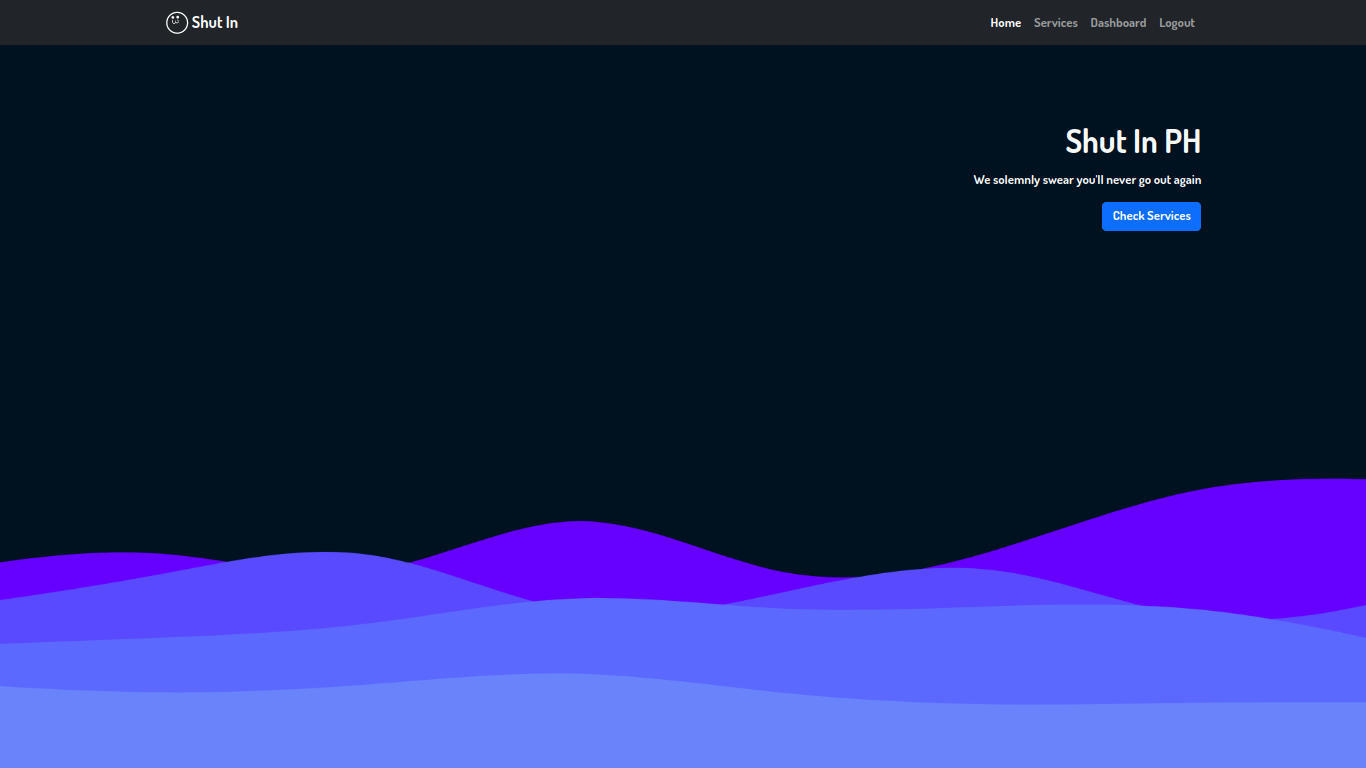 Shut In
Home Services Dashboard Logout
Shut In PH
We solemnly swear you'll never go out again
Check Services